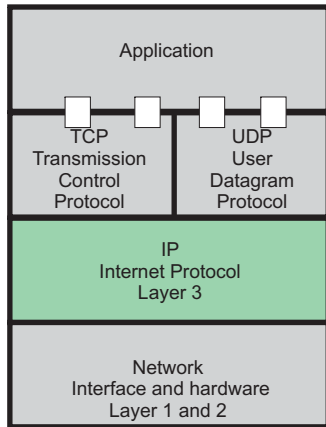 Application
TCP
Transmission
Control
Protocol
UDP
User
Datagram
Protocol
IP
Internet Protocol
Layer 3
Network
Interface and hardware
Layer 1 and 2